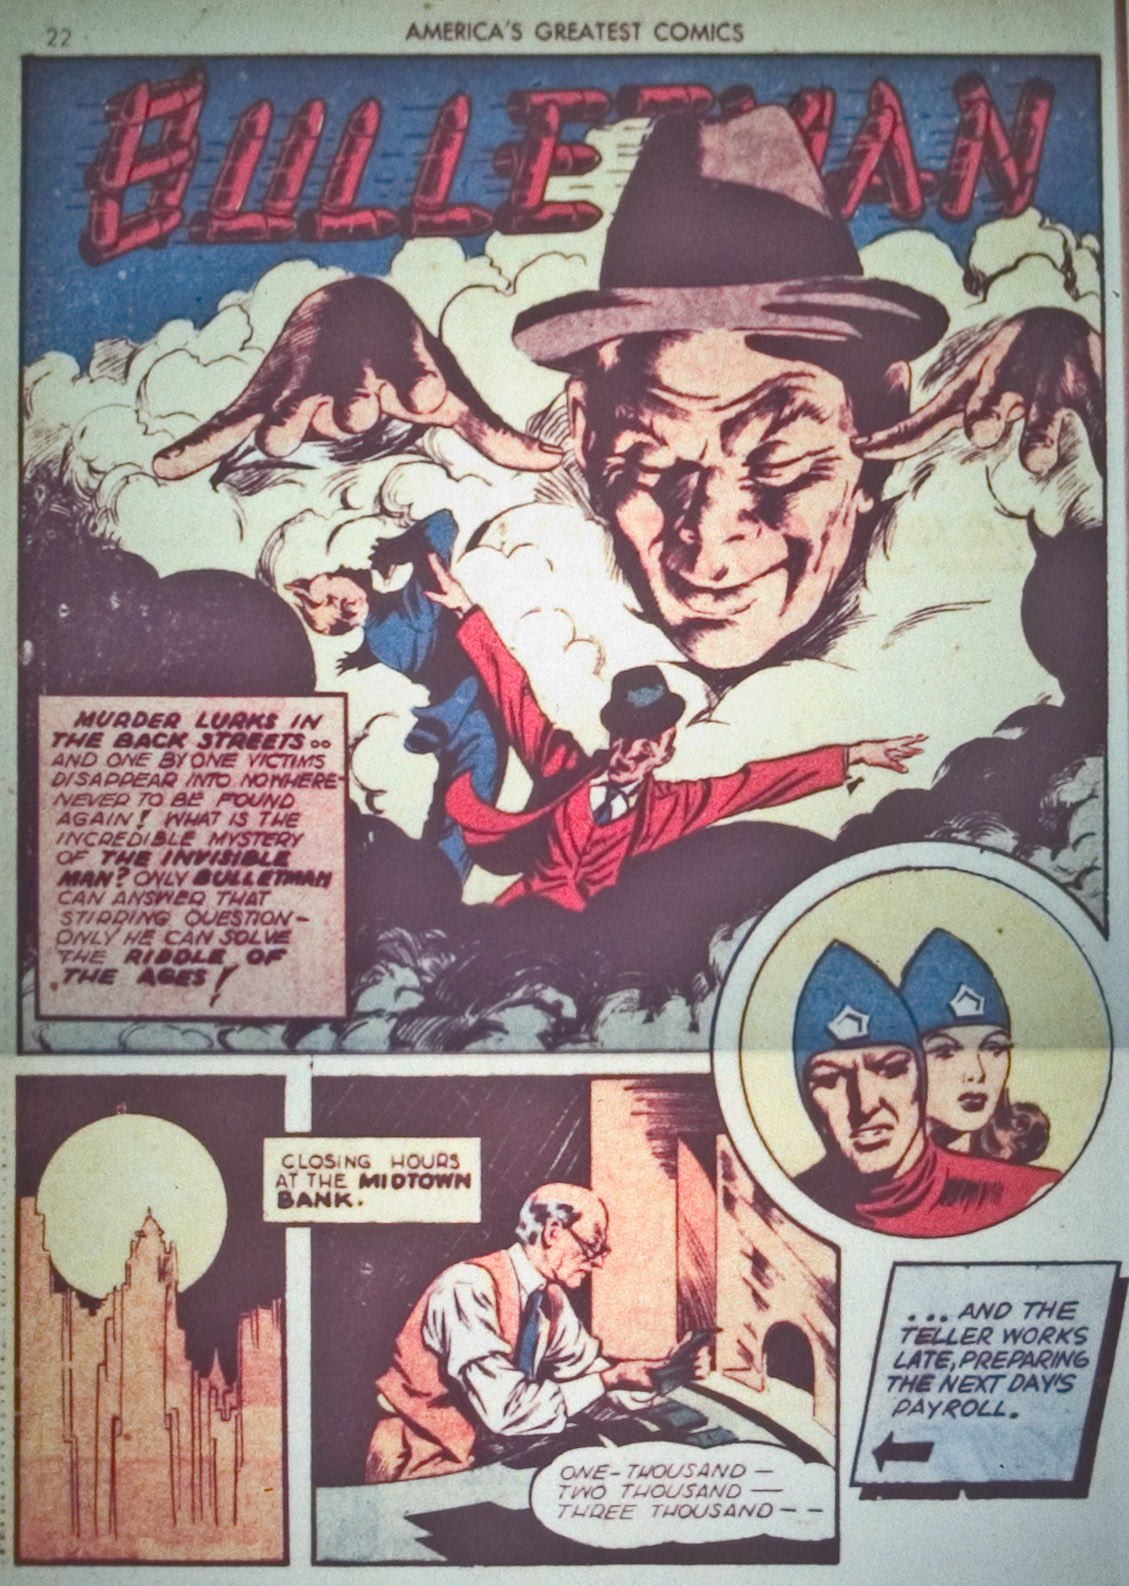 22
AMERICA'S GREATEST COMICS
BULLETMAN
MURDER LURKS IN
THE BACK STREETS..
AND ONE BY ONE VICTIMS
DISAPPEAR INTO NOWHERE-
NEVER TO BE FOUND
AGAIN! WHAT IS THE
INCREDIBLE MYSTERY
OF THE INVISIBLE
MAN? ONLY BULLETMAN
CAN ANSWER THAT
STIRRING QUESTION-
ONLY HE CAN SOLVE
THE RIDDLE OF
THE AGES!
CLOSING HOURS
AT THE MIDTOWN
BANK.
ONE-THOUSAND —
TWO THOUSAND —
THREE THOUSAND — —
... AND THE
TELLER WORKS
LATE, PREPARING
THE NEXT DAY'S
PAYROLL.